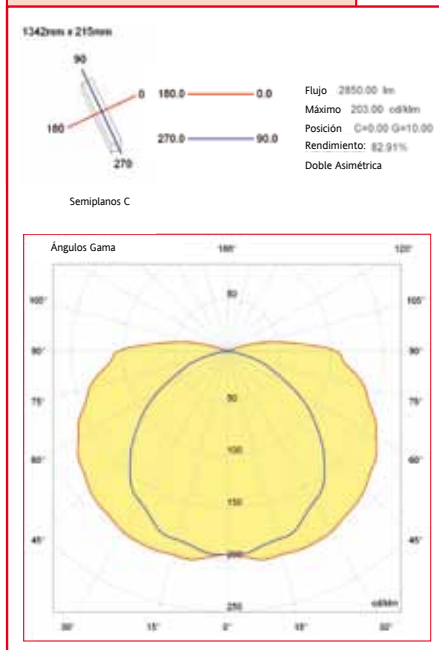 1342mm x 215mm
90
0
180
270
180.0 0.0
270.0 90.0
Flujo 2850.00 lm
Máximo 203.00 cd/klm
Posición C=0.00 G=10.00
Rendimiento: 82.91%
Doble Asimétrica
Semiplanos C
Ángulos Gama
180° 120°
50
105° 105°
90° 90°
50
75° 75°
100
60° 60°
150
45° 45°
200
250
cd/klm
30° 15° 0° 15° 30°